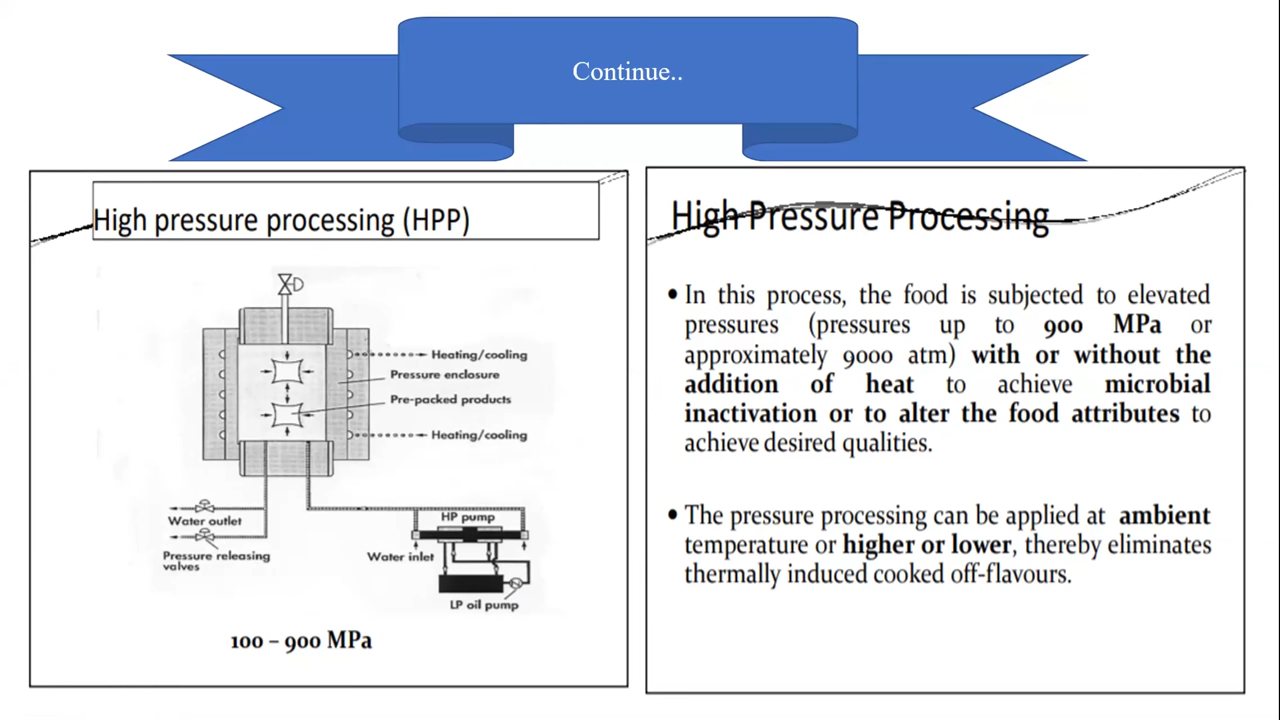 Continue..
High pressure processing (HPP)
Heating/cooling
Pressure enclosure
Pre-packed products
Heating/cooling
HP pump
Water outlet
Water inlet
Pressure releasing
valves
LP oil pump
100 – 900 MPa
High Pressure Processing
• In this process, the food is subjected to elevated
pressures (pressures up to 900 MPa or
approximately 9000 atm) with or without the
addition of heat to achieve microbial
inactivation or to alter the food attributes to
achieve desired qualities.
• The pressure processing can be applied at ambient
temperature or higher or lower, thereby eliminates
thermally induced cooked off-flavours.